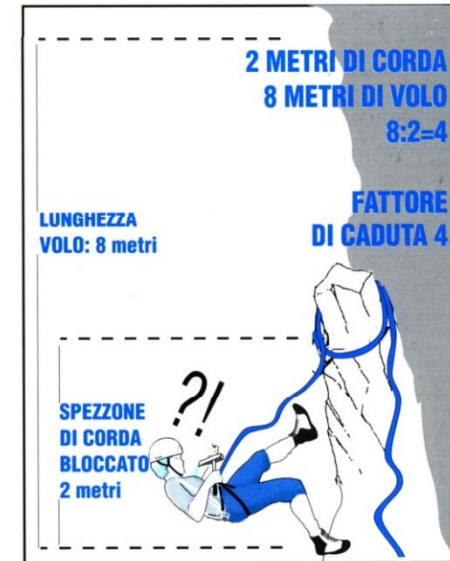 2 METRI DI CORDA
8 METRI DI VOLO
8:2=4
FATTORE
DI CADUTA 4
LUNGHEZZA
VOLO: 8 metri
?!
SPEZZONE
DI CORDA
BLOCCATO
2 metri